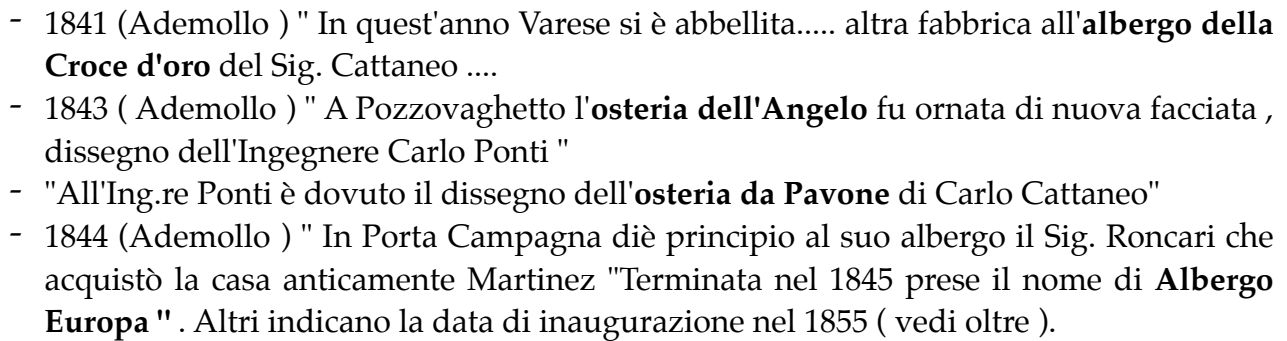 - 1841 (Ademollo ) " In quest'anno Varese si è abbellita..... altra fabbrica all'albergo della
Croce d'oro del Sig. Cattaneo ....
- 1843 ( Ademollo ) " A Pozzovaghetto l'osteria dell'Angelo fu ornata di nuova facciata ,
dissegno dell'Ingegnere Carlo Ponti "
- "All'Ing.re Ponti è dovuto il dissegno dell'osteria da Pavone di Carlo Cattaneo"
- 1844 (Ademollo ) " In Porta Campagna diè principio al suo albergo il Sig. Roncari che
acquistò la casa anticamente Martinez "Terminata nel 1845 prese il nome di Albergo
Europa " . Altri indicano la data di inaugurazione nel 1855 ( vedi oltre ).